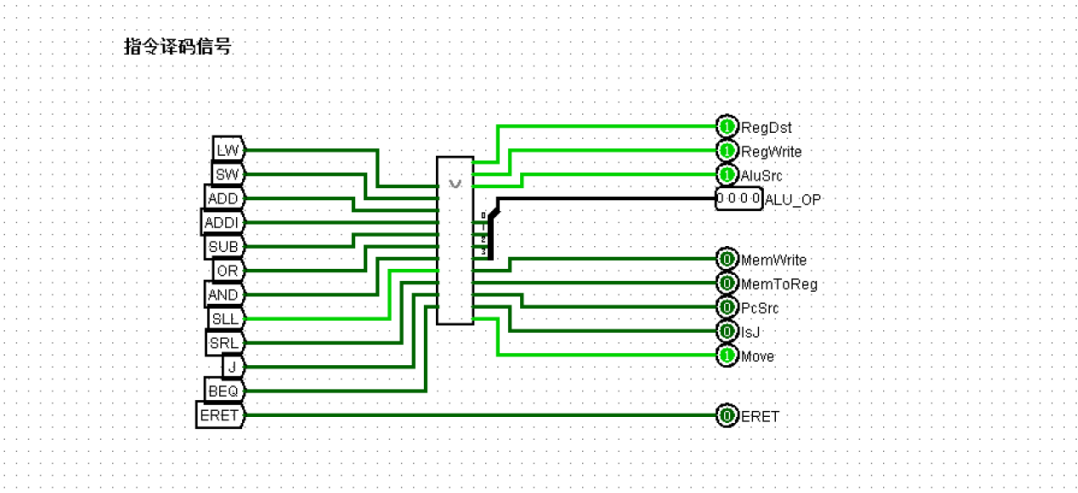 指令译码信号
LW
SW
ADD
ADDI
SUB
OR
AND
SLL
SRL
J
BEQ
ERET
0
1
2
3
1 RegDst
1 RegWrite
1 AluSrc
0 0 0 0 ALU_OP
0 MemWrite
0 MemToReg
0 PcSrc
0 IsJ
1 Move
0 ERET